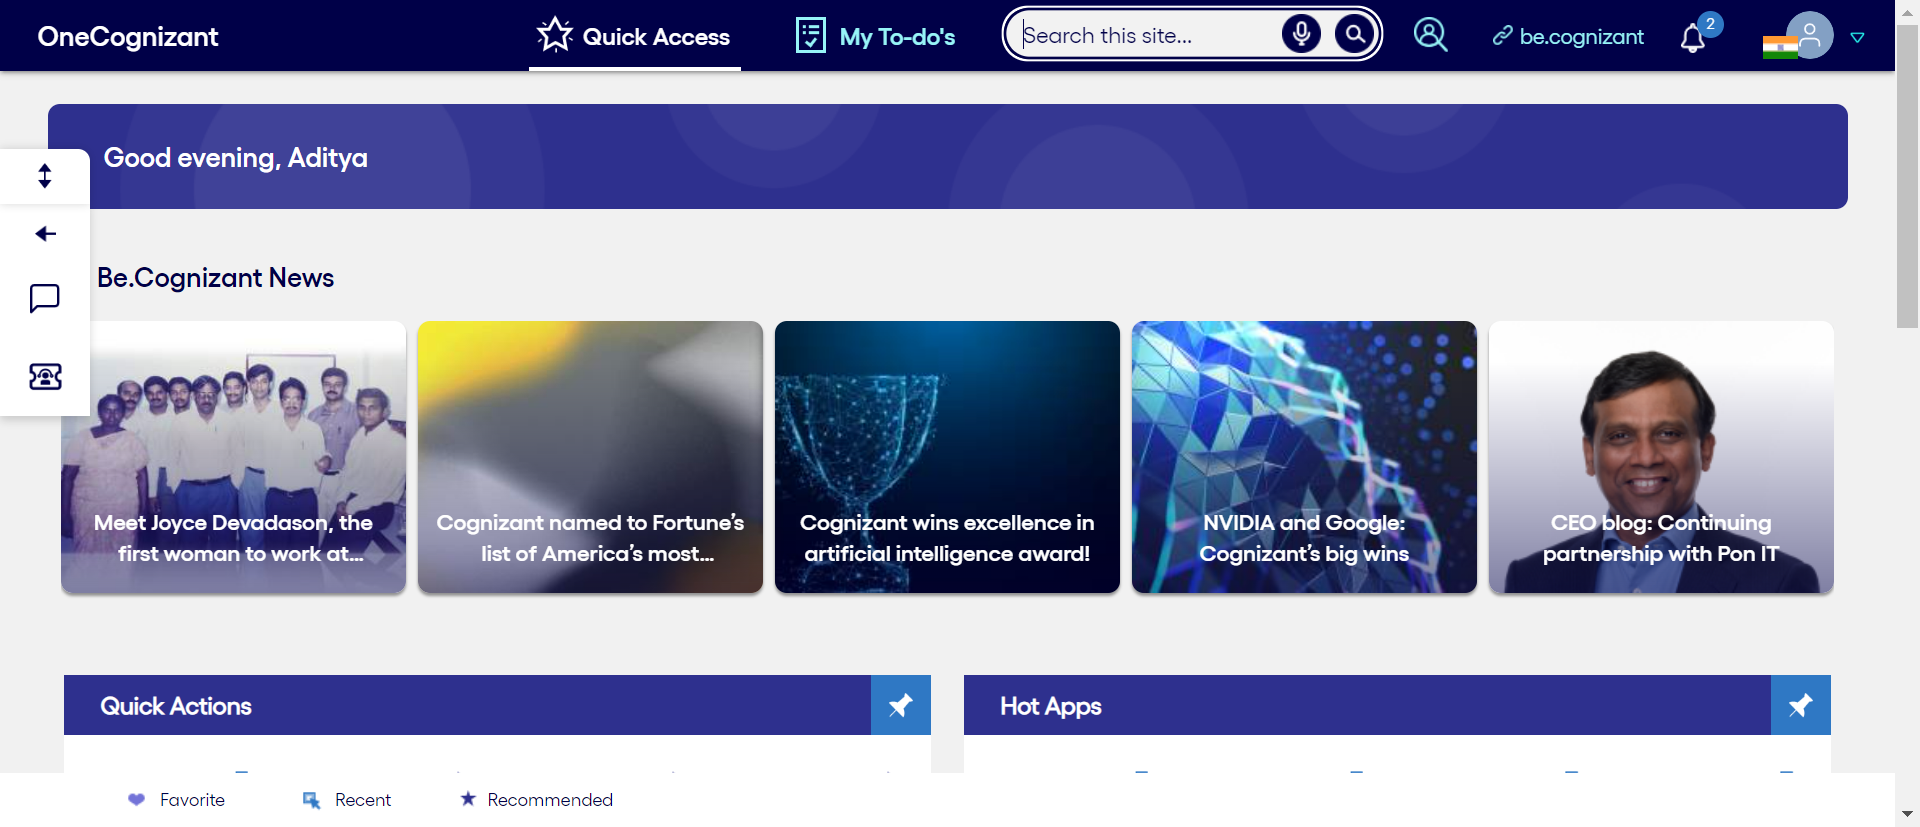 OneCognizant
Quick Access
My To-do's
Search this site...
be.cognizant
2
Good evening, Aditya
Be.Cognizant News
Meet Joyce Devadason, the
first woman to work at...
Cognizant named to Fortune's
list of America's most...
Cognizant wins excellence in
artificial intelligence award!
NVIDIA and Google:
Cognizant's big wins
CEO blog: Continuing
partnership with Pon IT
Quick Actions
Hot Apps
Favorite
Recent
Recommended